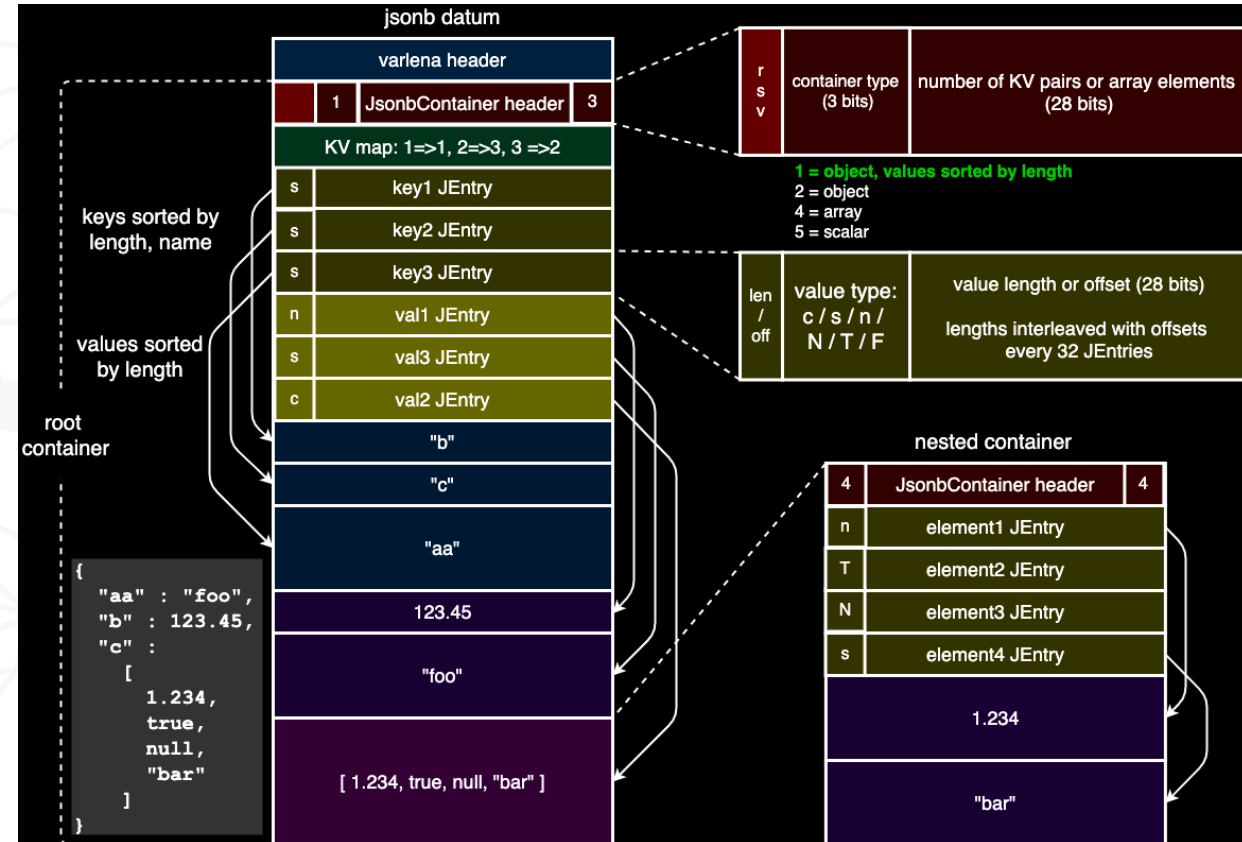 jsonb datum
varlena header
1 JsonbContainer header 3
KV map: 1=>1, 2=>3, 3 =>2
s key1 JEntry
s key2 JEntry
s key3 JEntry
n val1 JEntry
s val3 JEntry
c val2 JEntry
"b"
"c"
"aa"
123.45
"foo"
[ 1.234, true, null, "bar" ]
keys sorted by
length, name
values sorted
by length
root
container
{
"aa" : "foo",
"b" : 123.45,
"c" :
[
1.234,
true,
null,
"bar"
]
}
r
s
v
container type
(3 bits)
number of KV pairs or array elements
(28 bits)
1 = object, values sorted by length
2 = object
4 = array
5 = scalar
len
/
off
value type:
c / s / n /
N / T / F
value length or offset (28 bits)
lengths interleaved with offsets
every 32 JEntries
nested container
4 JsonbContainer header 4
n element1 JEntry
T element2 JEntry
N element3 JEntry
s element4 JEntry
1.234
"bar"